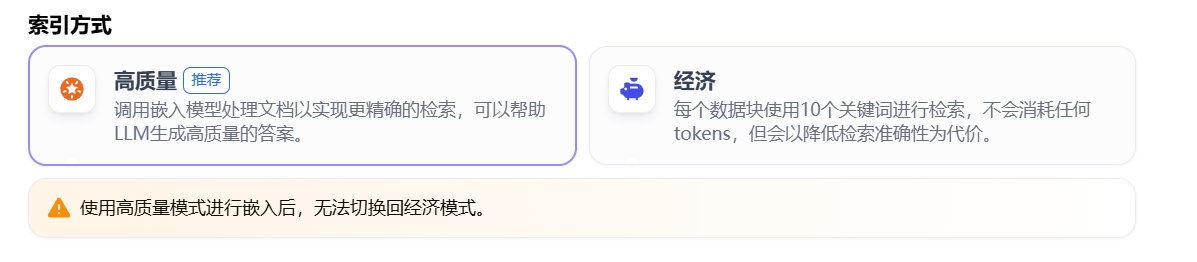 索引方式
高质量 推荐
调用嵌入模型处理文档以实现更精确的检索，可以帮助
LLM生成高质量的答案。
经济
每个数据块使用10个关键词进行检索，不会消耗任何
tokens，但会以降低检索准确性为代价。
使用高质量模式进行嵌入后，无法切换回经济模式。